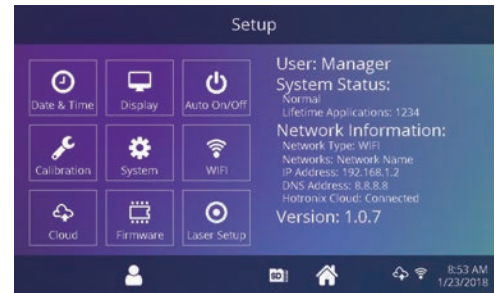 Setup
Date & Time
Display
Auto On/Off
Calibration
System
WIFI
Cloud
Firmware
Laser Setup
User: Manager
System Status:
Normal
Lifetime Applications: 1234
Network Information:
Network Type: WiFi
Networks: Network Name
IP Address: 192.168.1.2
DNS Address: 8.8.8.8
Hotronix Cloud: Connected
Version: 1.0.7
SD
8:53 AM
1/23/2018